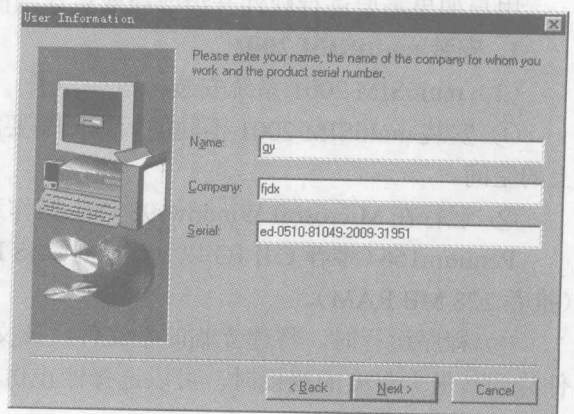 User Information
Please enter your name, the name of the company for whom you
work and the product serial number.
Name:
gy
Company:
fjdx
Serial:
ed-0510-81049-2009-31951
< Back
Next >
Cancel